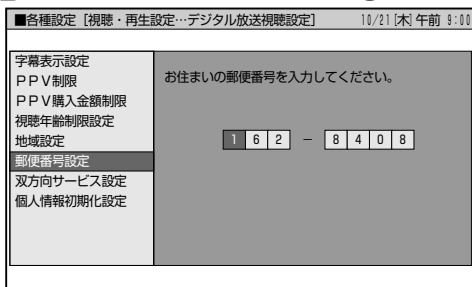 ■各種設定［視聴・再生設定…デジタル放送視聴設定］ 10/21[木]午前 9:00
字幕表示設定
ＰＰＶ制限
ＰＰＶ購入金額制限
視聴年齢制限設定
地域設定
郵便番号設定
双方向サービス設定
個人情報初期化設定
お住まいの郵便番号を入力してください。
1 6 2 － 8 4 0 8